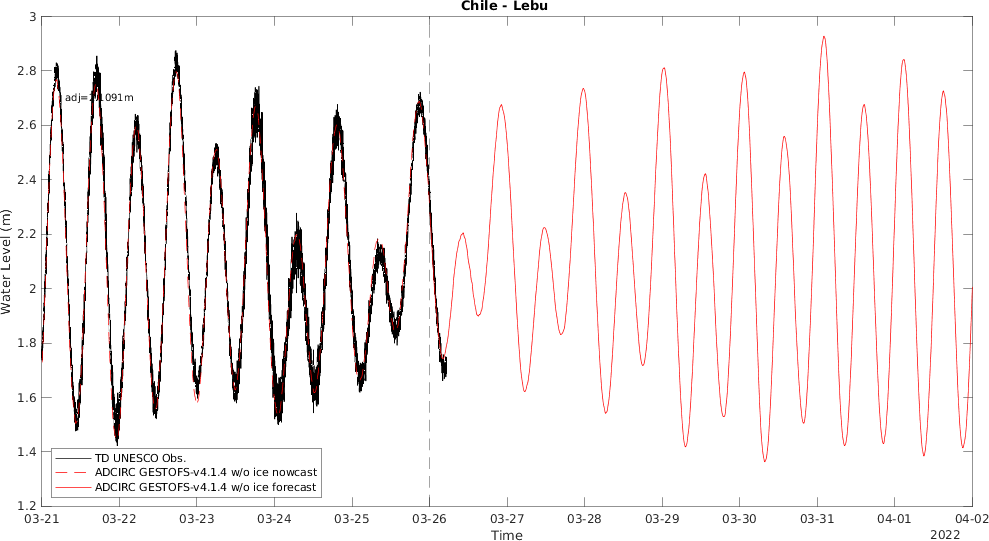 Chile - Lebu
3
2.8
2.6
2.4
2.2
2
1.8
1.6
1.4
1.2
Water Level (m)
adj=2.1091m
TD UNESCO Obs.
ADCIRC GESTOFS-v4.1.4 w/o ice nowcast
ADCIRC GESTOFS-v4.1.4 w/o ice forecast
03-21 03-22 03-23 03-24 03-25 03-26 03-27 03-28 03-29 03-30 03-31 04-01 04-02
Time
2022